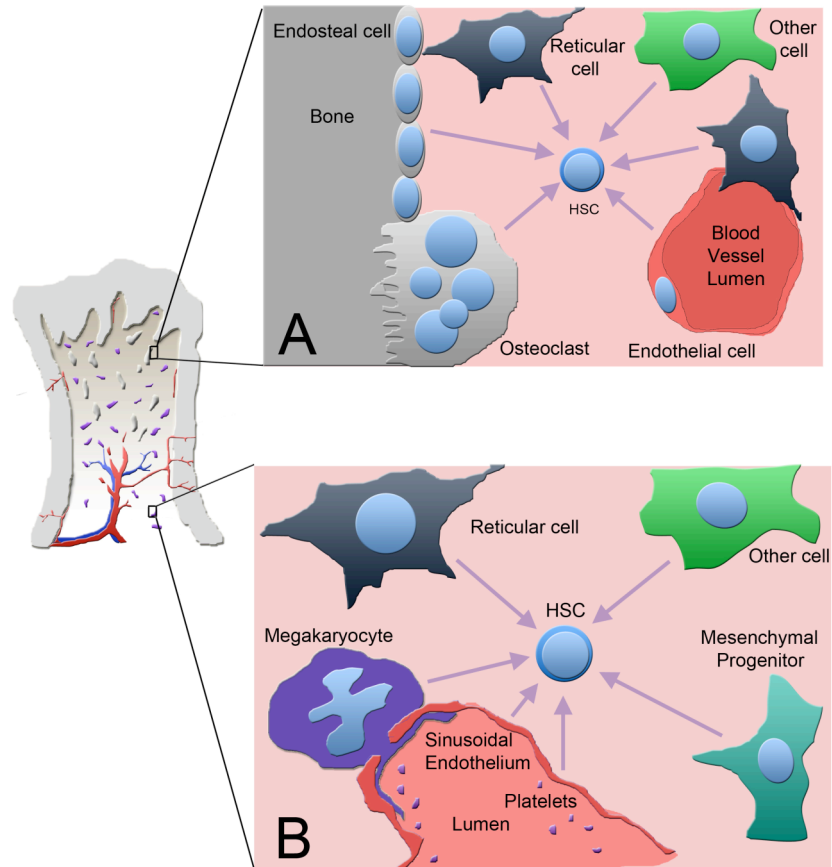 Endosteal cell
Reticular
cell
Other
cell
Bone
HSC
Blood
Vessel
Lumen
A
Osteoclast
Endothelial cell
Reticular cell
Other cell
HSC
Megakaryocyte
Mesenchymal
Progenitor
Sinusoidal
Endothelium
Platelets
Lumen
B